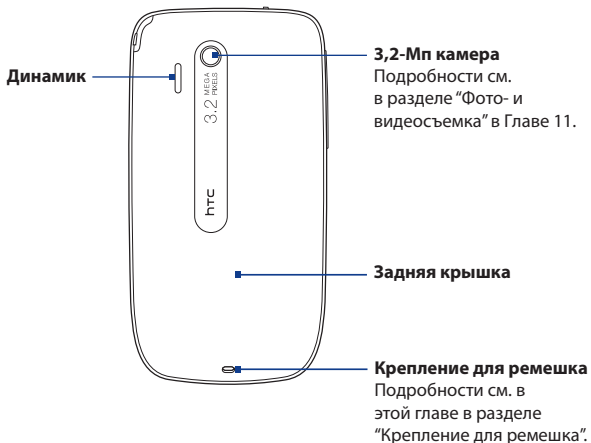 3,2-Мп камера
Подробности см.
в разделе “Фото- и
видеосъемка” в Главе 11.
Динамик
3.2 MEGA
PIXELS
hTC
Задняя крышка
Крепление для ремешка
Подробности см. в
этой главе в разделе
“Крепление для ремешка”.